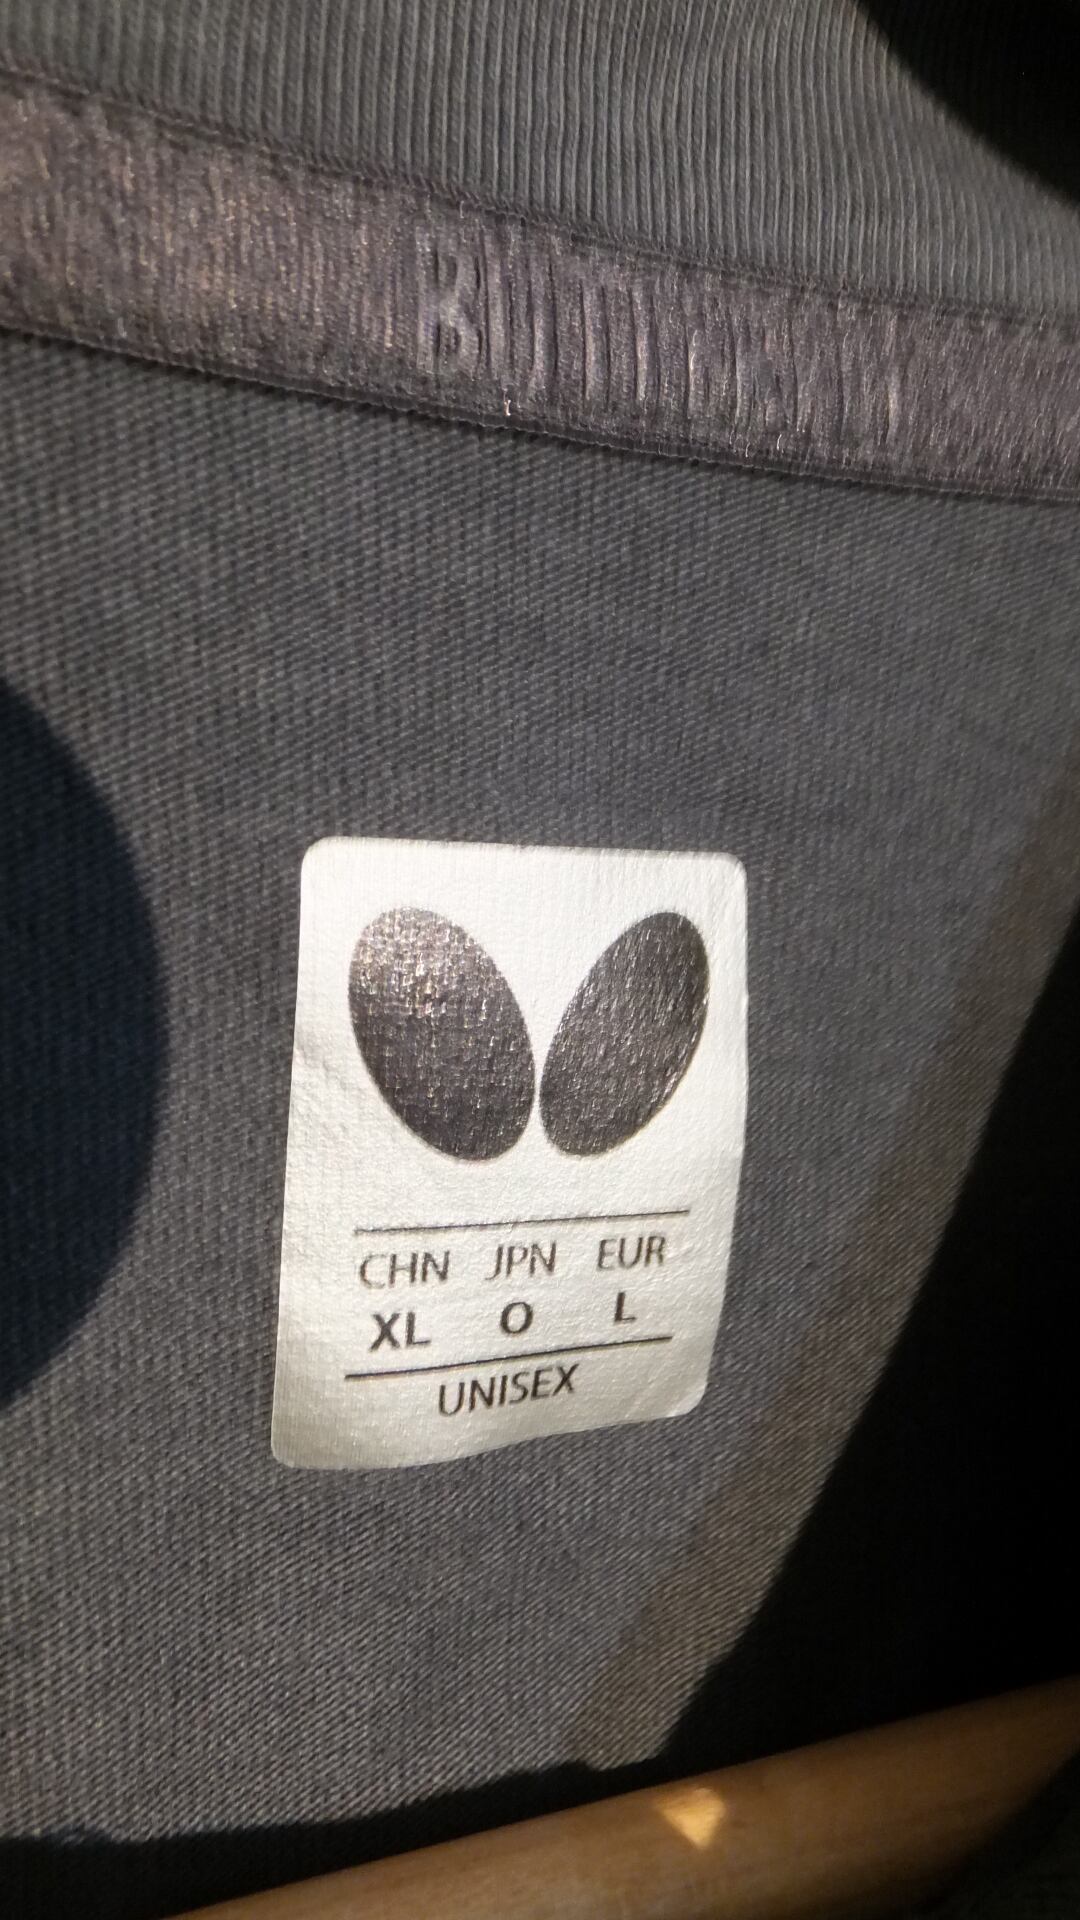 CHN JPN EUR
XL O L
UNISEX